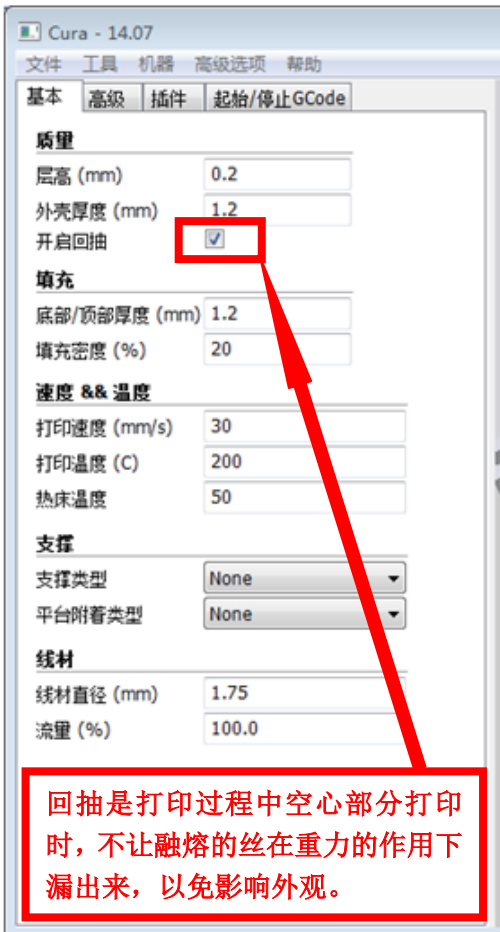 Cura - 14.07
文件 工具 机器 高级选项 帮助
基本 高级 插件 起始/停止GCode
质量
层高 (mm) 0.2
外壳厚度 (mm) 1.2
开启回抽
填充
底部/顶部厚度 (mm) 1.2
填充密度 (%) 20
速度 && 温度
打印速度 (mm/s) 30
打印温度 (C) 200
热床温度 50
支撑
支撑类型 None
平台附着类型 None
线材
线材直径 (mm) 1.75
流量 (%) 100.0
回抽是打印过程中空心部分打印
时，不让融熔的丝在重力的作用下
漏出来，以免影响外观。